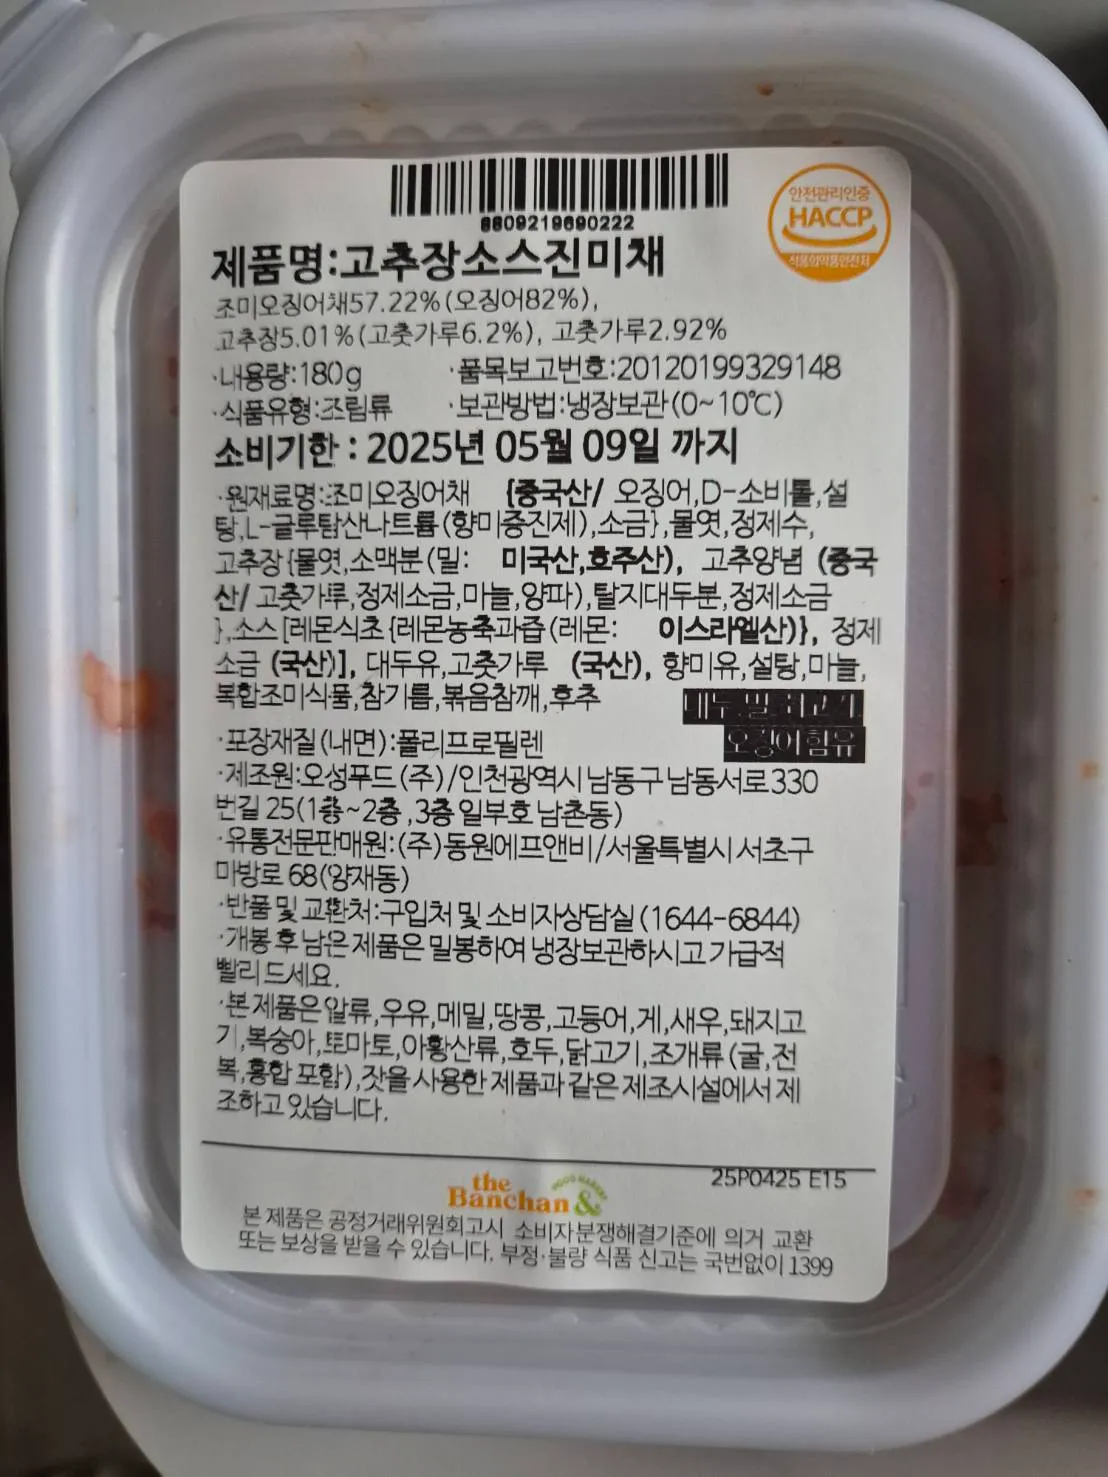 8809219690222
안전관리인증
HACCP
식품의약품안전처
제품명:고추장소스진미채
조미오징어채57.22%(오징어82%),
고추장5.01%(고춧가루6.2%), 고춧가루2.92%
·내용량:180g ·품목보고번호:20120199329148
·식품유형:조림류 ·보관방법:냉장보관(0~10℃)
소비기한 : 2025년 05월 09일 까지
·원재료명:조미오징어채 {중국산/ 오징어,D-소비톨,설
탕,L-글루탐산나트륨(향미증진제),소금},물엿,정제수,
고추장{물엿,소맥분(밀: 미국산,호주산), 고추양념 (중국
산/ 고춧가루,정제소금,마늘,양파),탈지대두분,정제소금
},소스[레몬식초{레몬농축과즙(레몬: 이스라엘산)}, 정제
소금 (국산)], 대두유,고춧가루 (국산), 향미유,설탕,마늘,
복합조미식품,참기름,볶음참깨,후추
오징어함유
·포장재질(내면):폴리프로필렌
·제조원:오성푸드(주)/인천광역시 남동구 남동서로330
번길 25(1층~2층,3층일부호 남촌동)
·유통전문판매원:(주)동원에프앤비/서울특별시 서초구
마방로 68(양재동)
·반품 및 교환처:구입처 및 소비자상담실(1644-6844)
·개봉 후 남은 제품은 밀봉하여 냉장보관하시고 가급적
빨리 드세요.
·본 제품은 알류,우유,메밀,땅콩,고등어,게,새우,돼지고
기,복숭아,토마토,아황산류,호두,닭고기,조개류(굴,전
복,홍합 포함),잣을 사용한 제품과 같은 제조시설에서 제
조하고 있습니다.
25P0425 E15
the
Banchan &
본 제품은 공정거래위원회고시 소비자분쟁해결기준에 의거 교환
또는 보상을 받을 수 있습니다. 부정·불량 식품 신고는 국번없이 1399